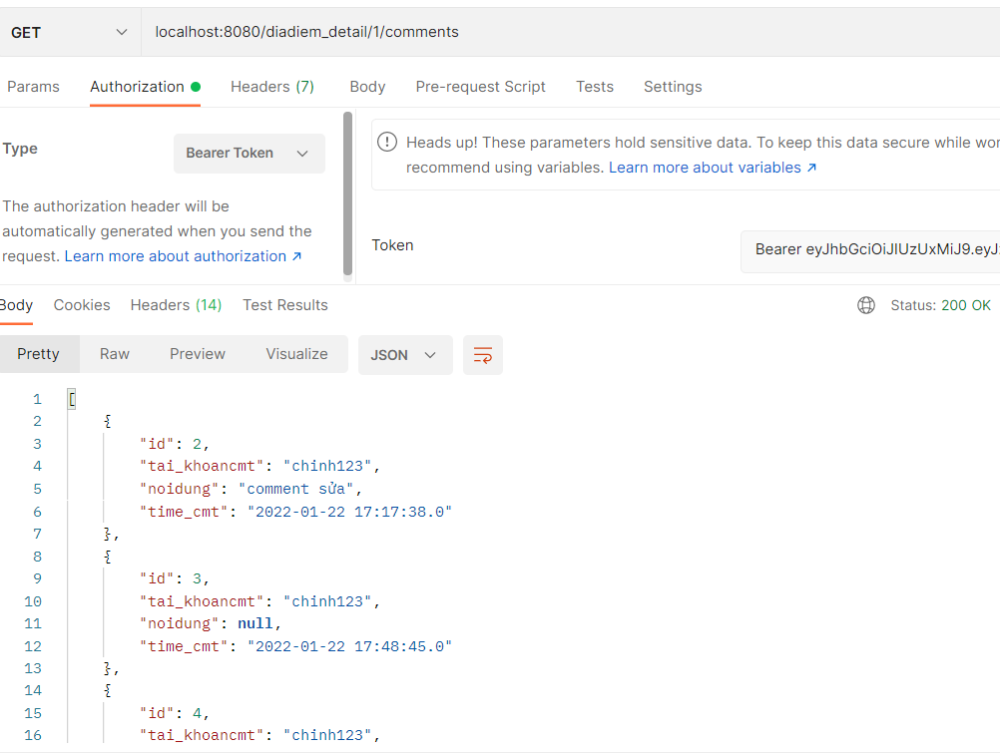 GET localhost:8080/diadiem_detail/1/comments
Params Authorization Headers (7) Body Pre-request Script Tests Settings
Type
Bearer Token
The authorization header will be
automatically generated when you send the
request. Learn more about authorization ↗
Heads up! These parameters hold sensitive data. To keep this data secure while wor
recommend using variables. Learn more about variables ↗
Token
Bearer eyJhbGciOiJIUzUxMiJ9.eyJ
Body Cookies Headers (14) Test Results Status: 200 OK
Pretty Raw Preview Visualize JSON
1 [
2 {
3 "id": 2,
4 "tai_khoancmt": "chinh123",
5 "noidung": "comment sửa",
6 "time_cmt": "2022-01-22 17:17:38.0"
7 },
8 {
9 "id": 3,
10 "tai_khoancmt": "chinh123",
11 "noidung": null,
12 "time_cmt": "2022-01-22 17:48:45.0"
13 },
14 {
15 "id": 4,
16 "tai_khoancmt": "chinh123",